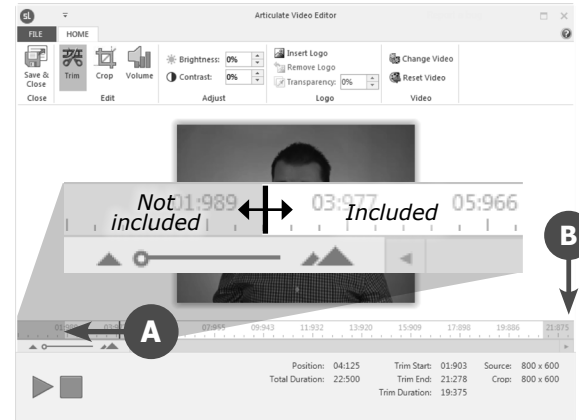 sl
Articulate Video Editor
FILE HOME
Save & Close
Trim
Crop
Volume
Brightness: 0%
Contrast: 0%
Insert Logo
Remove Logo
Transparency: 0%
Change Video
Reset Video
Close Edit Adjust Logo Video
Not included
01:989 03:977 05:966
Included
B
A
07:955 09:943 11:932 13:920 15:909 17:898 19:886 21:875
Position: 04:125 Trim Start: 01:903 Source: 800 x 600
Total Duration: 22:500 Trim End: 21:278 Crop: 800 x 600
Trim Duration: 19:375